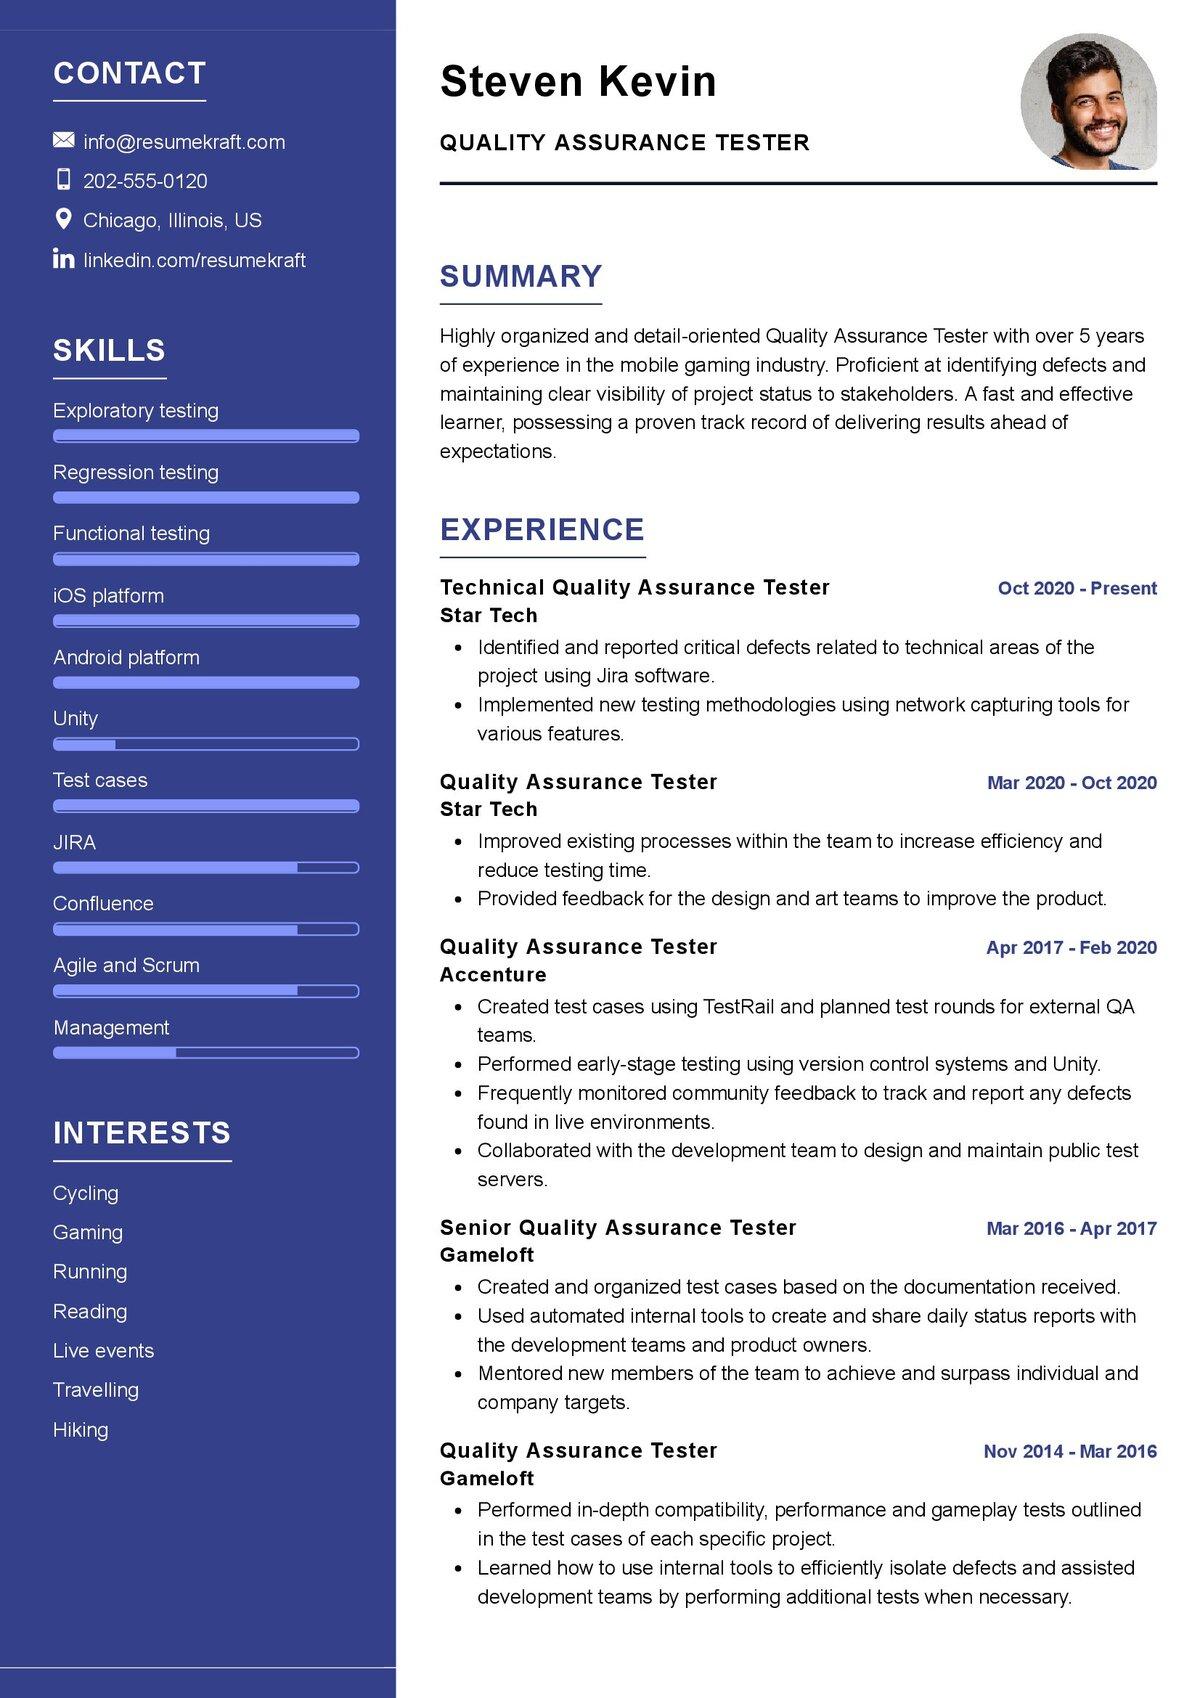 CONTACT
info@resumekraft.com
202-555-0120
Chicago, Illinois, US
in linkedin.com/resumekraft
SKILLS
Exploratory testing
Regression testing
Functional testing
iOS platform
Android platform
Unity
Test cases
JIRA
Confluence
Agile and Scrum
Management
INTERESTS
Cycling
Gaming
Running
Reading
Live events
Travelling
Hiking
Steven Kevin
QUALITY ASSURANCE TESTER
SUMMARY
Highly organized and detail-oriented Quality Assurance Tester with over 5 years
of experience in the mobile gaming industry. Proficient at identifying defects and
maintaining clear visibility of project status to stakeholders. A fast and effective
learner, possessing a proven track record of delivering results ahead of
expectations.
EXPERIENCE
Technical Quality Assurance Tester Oct 2020 - Present
Star Tech
• Identified and reported critical defects related to technical areas of the
project using Jira software.
• Implemented new testing methodologies using network capturing tools for
various features.
Quality Assurance Tester Mar 2020 - Oct 2020
Star Tech
• Improved existing processes within the team to increase efficiency and
reduce testing time.
• Provided feedback for the design and art teams to improve the product.
Quality Assurance Tester Apr 2017 - Feb 2020
Accenture
• Created test cases using TestRail and planned test rounds for external QA
teams.
• Performed early-stage testing using version control systems and Unity.
• Frequently monitored community feedback to track and report any defects
found in live environments.
• Collaborated with the development team to design and maintain public test
servers.
Senior Quality Assurance Tester Mar 2016 - Apr 2017
Gameloft
• Created and organized test cases based on the documentation received.
• Used automated internal tools to create and share daily status reports with
the development teams and product owners.
• Mentored new members of the team to achieve and surpass individual and
company targets.
Quality Assurance Tester Nov 2014 - Mar 2016
Gameloft
• Performed in-depth compatibility, performance and gameplay tests outlined
in the test cases of each specific project.
• Learned how to use internal tools to efficiently isolate defects and assisted
development teams by performing additional tests when necessary.